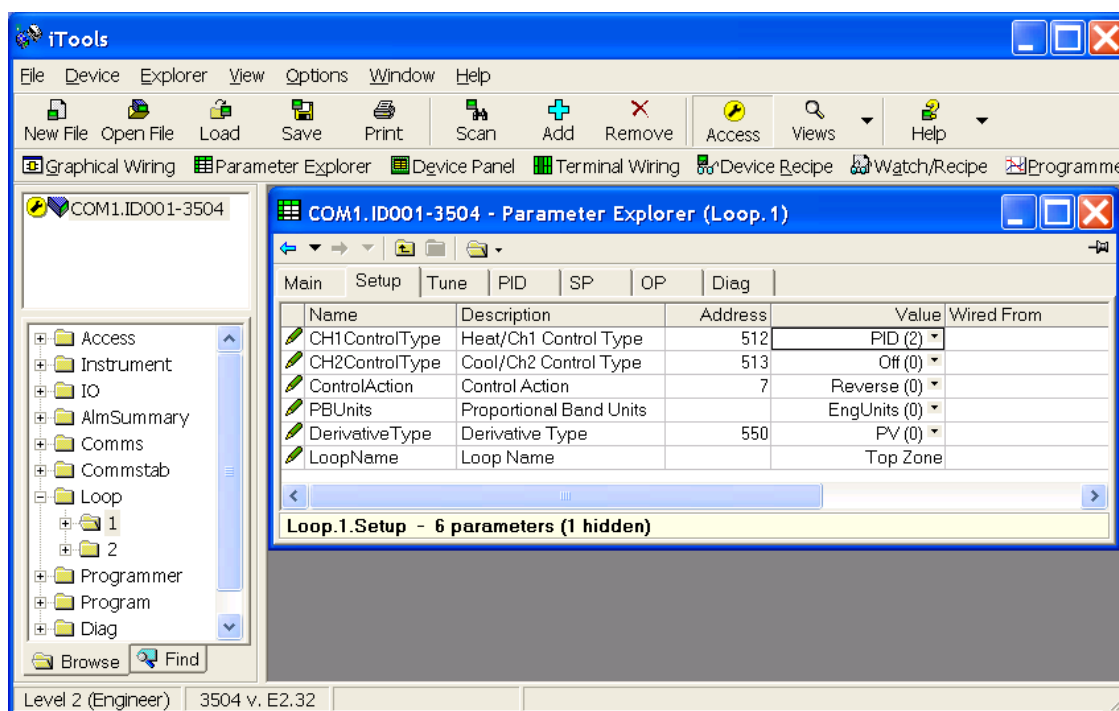 iTools
File Device Explorer View Options Window Help
New File Open File Load Save Print Scan Add Remove Access Views Help
Graphical Wiring Parameter Explorer Device Panel Terminal Wiring Device Recipe Watch/Recipe Programme
COM1.ID001-3504
COM1.ID001-3504 - Parameter Explorer (Loop.1)
Main Setup Tune PID SP OP Diag
Name Description Address Value Wired From
CH1ControlType Heat/Ch1 Control Type 512 PID (2)
CH2ControlType Cool/Ch2 Control Type 513 Off (0)
ControlAction Control Action 7 Reverse (0)
PBUnits Proportional Band Units EngUnits (0)
DerivativeType Derivative Type 550 PV (0)
LoopName Loop Name Top Zone
Loop.1.Setup - 6 parameters (1 hidden)
Access
Instrument
IO
AlmSummary
Comms
Commstab
Loop
1
2
Programmer
Program
Diag
Browse Find
Level 2 (Engineer) 3504 v. E2.32